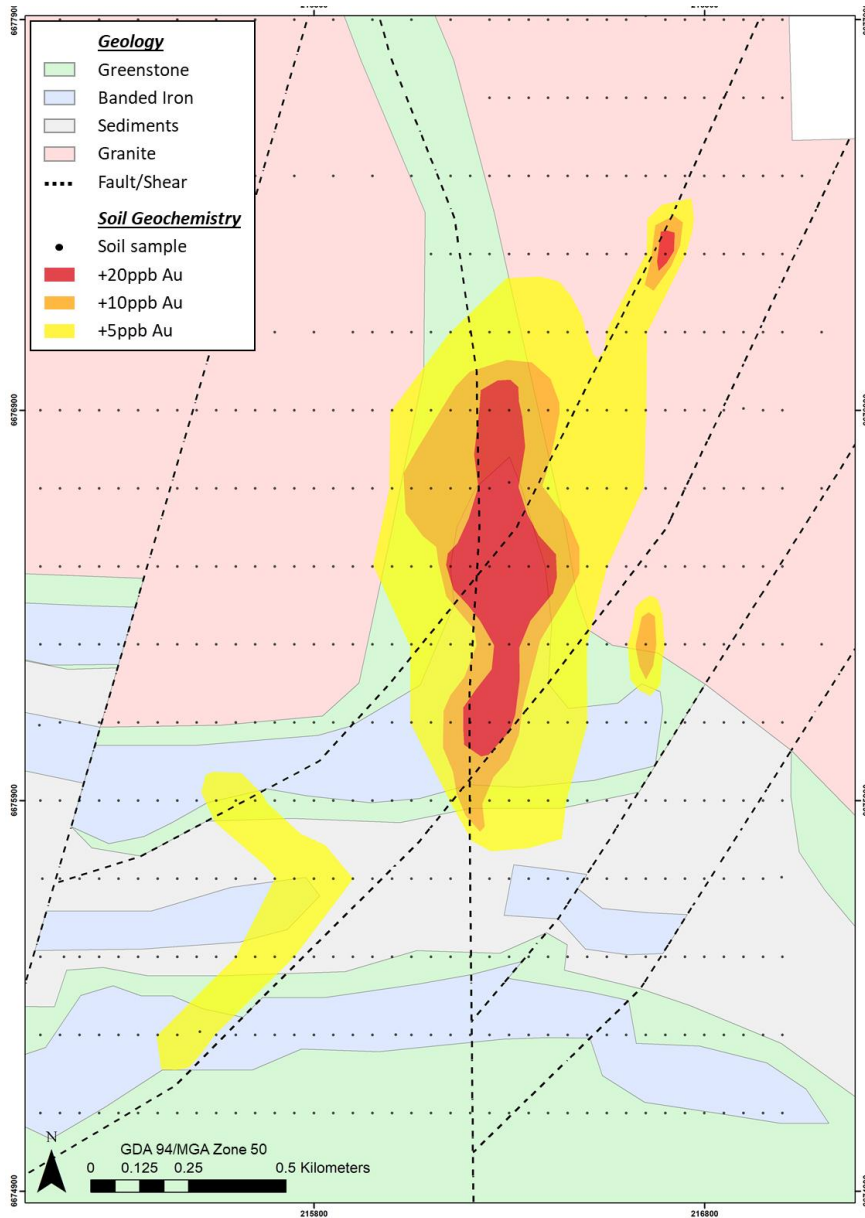 Geology
Greenstone
Banded Iron
Sediments
Granite
Fault/Shear
Soil Geochemistry
Soil sample
+20ppb Au
+10ppb Au
+5ppb Au
6676900
6675900
N
GDA 94/MGA Zone 50
0 0.125 0.25 0.5 Kilometers
215800 216800